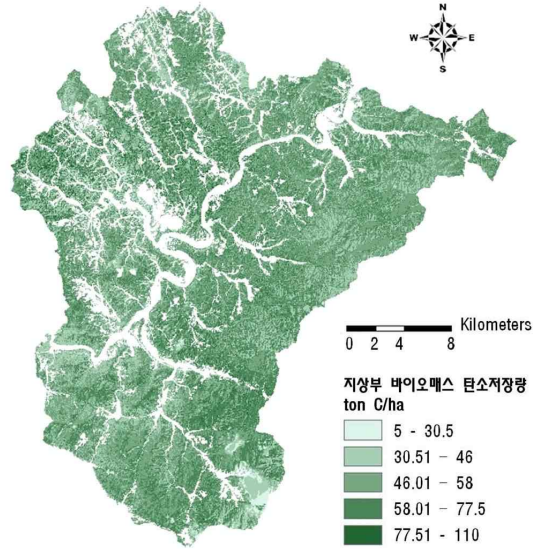 N
W E
S
Kilometers
0 2 4 8
지상부 바이오매스 탄소저장량
ton C/ha
5 - 30.5
30.51 - 46
46.01 - 58
58.01 - 77.5
77.51 - 110